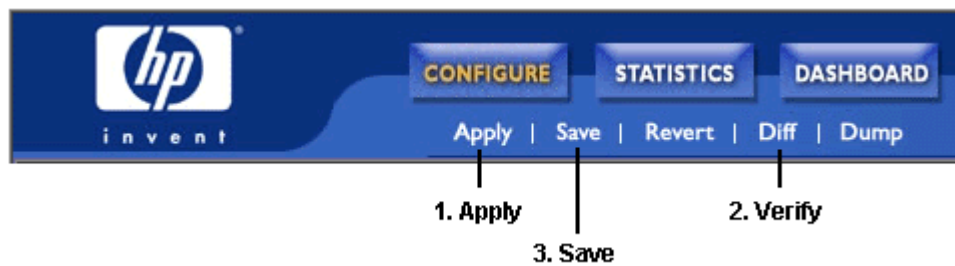 hp
invent
CONFIGURE STATISTICS DASHBOARD
Apply | Save | Revert | Diff | Dump
1. Apply 2. Verify
3. Save